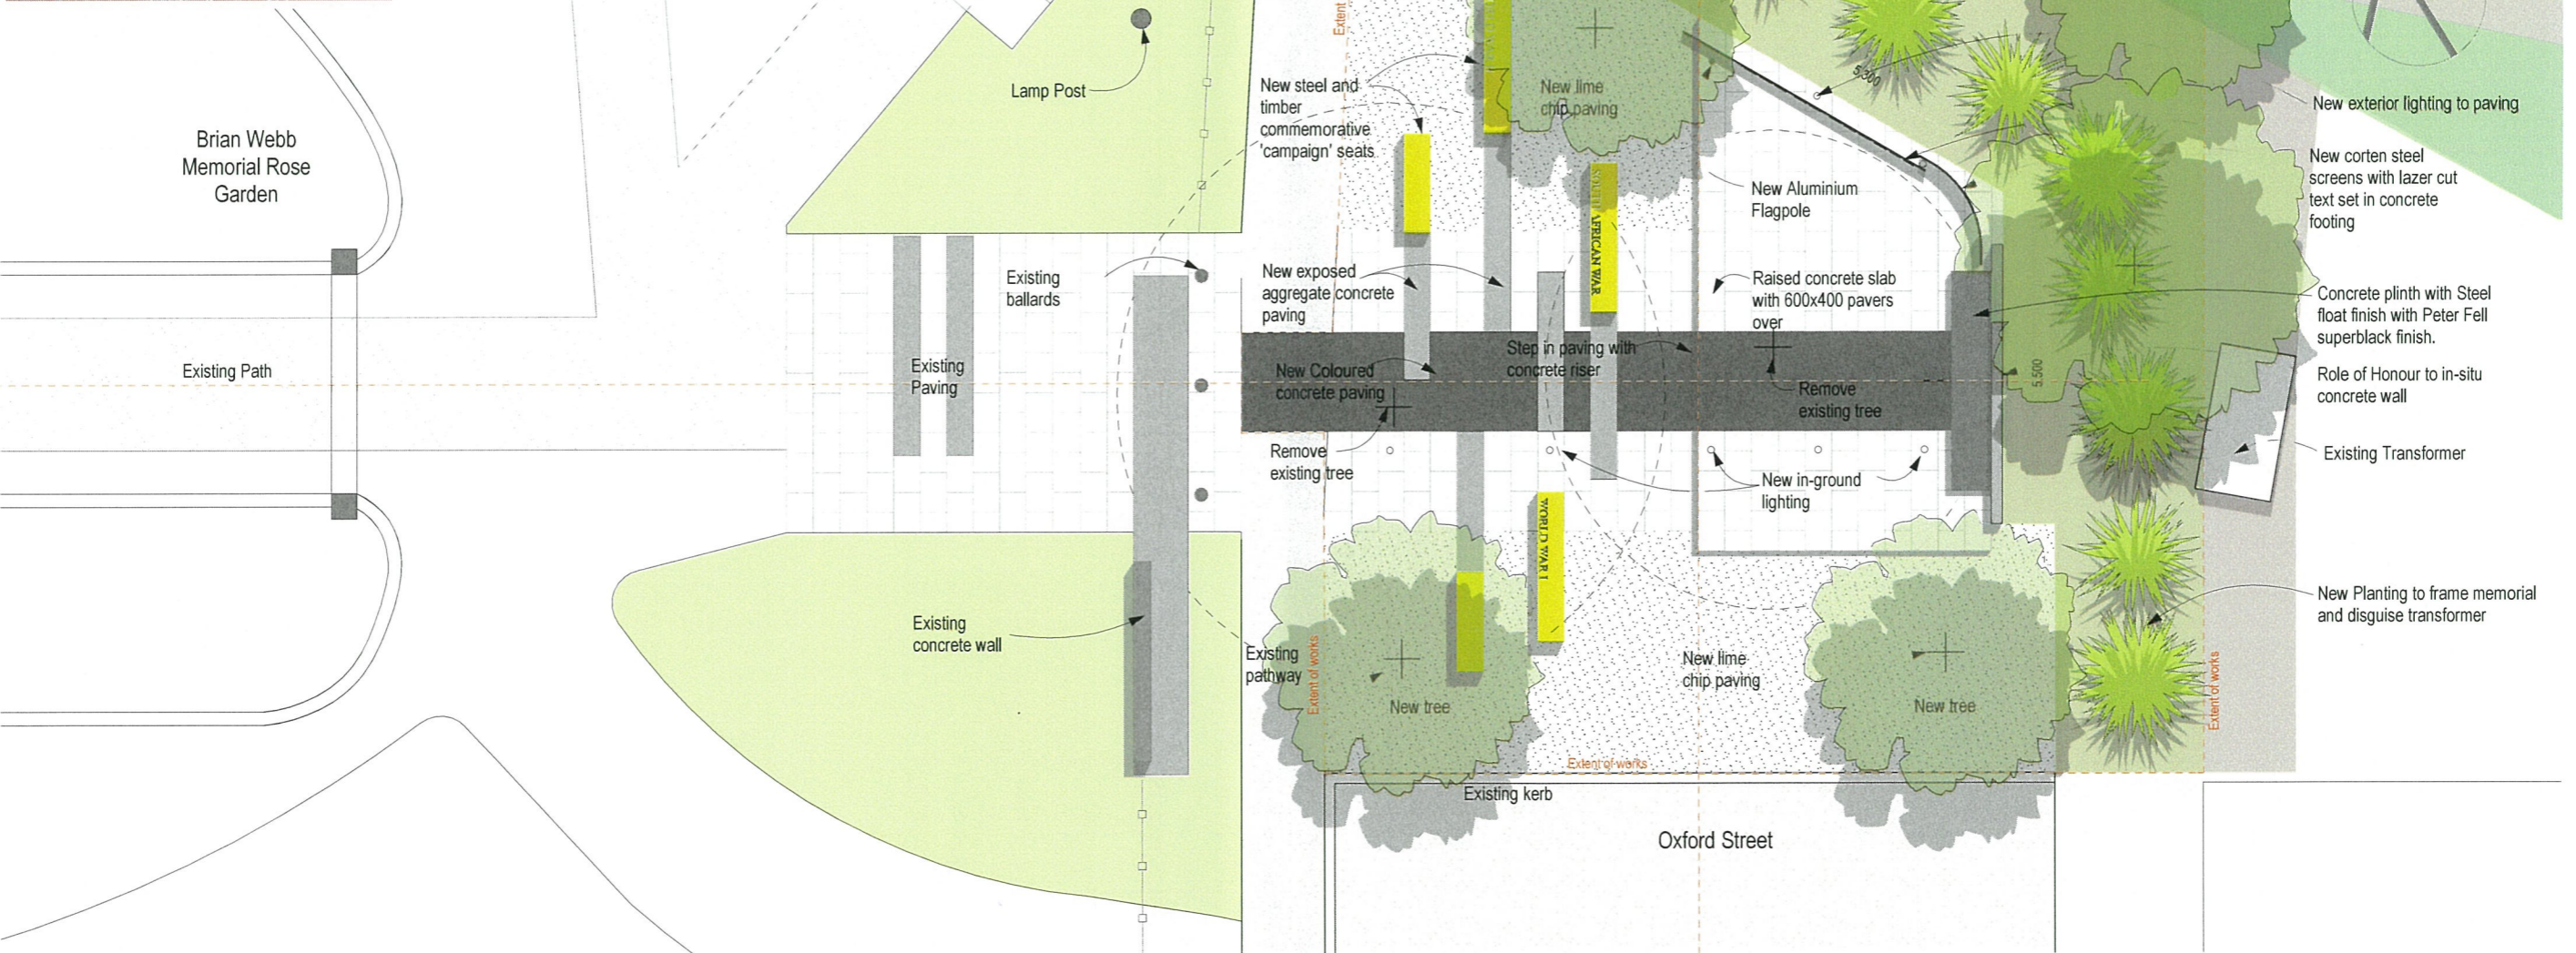 Brian Webb
Memorial Rose
Garden
Existing Path
Lamp Post
Existing
ballards
Existing
Paving
Existing
concrete wall
Extent
New steel and
timber
commemorative
'campaign' seats
New lime
chip paving
5,300
New Aluminium
Flagpole
AFRICAN WAR
New exposed
aggregate concrete
paving
Raised concrete slab
with 600x400 pavers
over
Step in paving with
concrete riser
New Coloured
concrete paving
Remove
existing tree
Remove
existing tree
New in-ground
lighting
WORLD WAR I
5.500
Existing
pathway
Extent of works
New tree
New lime
chip paving
New tree
Extent of works
Extent of works
Existing kerb
Oxford Street
New exterior lighting to paving
New corten steel
screens with lazer cut
text set in concrete
footing
Concrete plinth with Steel
float finish with Peter Fell
superblack finish.
Role of Honour to in-situ
concrete wall
Existing Transformer
New Planting to frame memorial
and disguise transformer